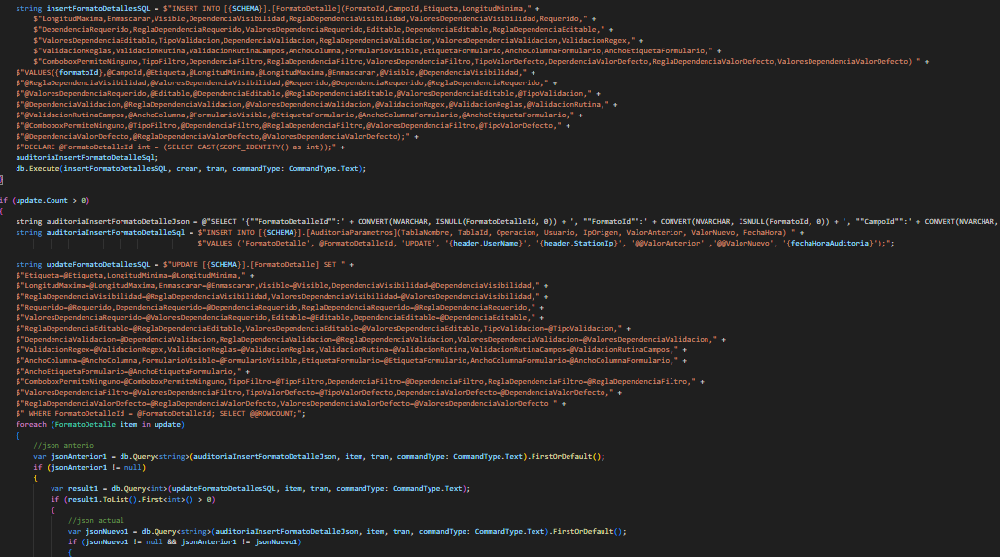 string insertFormatoDetallesSQL = $"INSERT INTO [{SCHEMA}].[FormatoDetalle](FormatoId,CampoId,Etiqueta,LongitudMinima," +
$"LongitudMaxima,Enmascarar,Visible,DependenciaVisibilidad,ReglaDependenciaVisibilidad,ValoresDependenciaVisibilidad,Requerido," +
$"DependenciaRequerido,ReglaDependenciaRequerido,ValoresDependenciaRequerido,Editable,DependenciaEditable,ReglaDependenciaEditable," +
$"ValoresDependenciaEditable,TipoValidacion,DependenciaValidacion,ReglaDependenciaValidacion,ValoresDependenciaValidacion,ValidacionRegex," +
$"ValidacionReglas,ValidacionRutina,ValidacionRutinaCampos,AnchoColumna,FormularioVisible,EtiquetaFormulario,AnchoColumnaFormulario,AnchoEtiquetaFormulario," +
$"ComboboxPermiteNinguno,TipoFiltro,DependenciaFiltro,ReglaDependenciaFiltro,ValoresDependenciaFiltro,TipoValorDefecto,DependenciaValorDefecto,ReglaDependenciaValorDefecto,ValoresDependenciaValorDefecto) " +
$"VALUES({formatoId},@CampoId,@Etiqueta,@LongitudMinima,@LongitudMaxima,@Enmascarar,@Visible,@DependenciaVisibilidad," +
$"@ReglaDependenciaVisibilidad,@ValoresDependenciaVisibilidad,@Requerido,@DependenciaRequerido,@ReglaDependenciaRequerido," +
$"@ValoresDependenciaRequerido,@Editable,@DependenciaEditable,@ReglaDependenciaEditable,@ValoresDependenciaEditable,@TipoValidacion," +
$"@DependenciaValidacion,@ReglaDependenciaValidacion,@ValoresDependenciaValidacion,@ValidacionRegex,@ValidacionReglas,@ValidacionRutina," +
$"@ValidacionRutinaCampos,@AnchoColumna,@FormularioVisible,@EtiquetaFormulario,@AnchoColumnaFormulario,@AnchoEtiquetaFormulario," +
$"@ComboboxPermiteNinguno,@TipoFiltro,@DependenciaFiltro,@ReglaDependenciaFiltro,@ValoresDependenciaFiltro,@TipoValorDefecto," +
$"@DependenciaValorDefecto,@ReglaDependenciaValorDefecto,@ValoresDependenciaValorDefecto);" +
$"DECLARE @FormatoDetalleId int = (SELECT CAST(SCOPE_IDENTITY() as int));" +
auditoriaInsertFormatoDetalleSql;
db.Execute(insertFormatoDetallesSQL, crear, tran, commandType: CommandType.Text);
}
if (update.Count > 0)
{
string auditoriaInsertFormatoDetalleJson = @"SELECT '{""FormatoDetalleId"":' + CONVERT(NVARCHAR, ISNULL(FormatoDetalleId, 0)) + ', ""FormatoId"":' + CONVERT(NVARCHAR, ISNULL(FormatoId, 0)) + ', ""CampoId"":' + CONVERT(NVARCHAR,
string auditoriaInsertFormatoDetalleSql = $"INSERT INTO [{SCHEMA}].[AuditoriaParametros](TablaNombre, TablaId, Operacion, Usuario, IpOrigen, ValorAnterior, ValorNuevo, FechaHora) " +
$"VALUES ('FormatoDetalle', @FormatoDetalleId, 'UPDATE', '{header.UserName}', '{header.StationIp}', '@@ValorAnterior' ,'@@ValorNuevo', '{fechaHoraAuditoria}');";
string updateFormatoDetallesSQL = $"UPDATE [{SCHEMA}].[FormatoDetalle] SET " +
$"Etiqueta=@Etiqueta,LongitudMinima=@LongitudMinima," +
$"LongitudMaxima=@LongitudMaxima,Enmascarar=@Enmascarar,Visible=@Visible,DependenciaVisibilidad=@DependenciaVisibilidad," +
$"ReglaDependenciaVisibilidad=@ReglaDependenciaVisibilidad,ValoresDependenciaVisibilidad=@ValoresDependenciaVisibilidad," +
$"Requerido=@Requerido,DependenciaRequerido=@DependenciaRequerido,ReglaDependenciaRequerido=@ReglaDependenciaRequerido," +
$"ValoresDependenciaRequerido=@ValoresDependenciaRequerido,Editable=@Editable,DependenciaEditable=@DependenciaEditable," +
$"ReglaDependenciaEditable=@ReglaDependenciaEditable,ValoresDependenciaEditable=@ValoresDependenciaEditable,TipoValidacion=@TipoValidacion," +
$"DependenciaValidacion=@DependenciaValidacion,ReglaDependenciaValidacion=@ReglaDependenciaValidacion,ValoresDependenciaValidacion=@ValoresDependenciaValidacion," +
$"ValidacionRegex=@ValidacionRegex,ValidacionReglas=@ValidacionReglas,ValidacionRutina=@ValidacionRutina,ValidacionRutinaCampos=@ValidacionRutinaCampos," +
$"AnchoColumna=@AnchoColumna,FormularioVisible=@FormularioVisible,EtiquetaFormulario=@EtiquetaFormulario,AnchoColumnaFormulario=@AnchoColumnaFormulario," +
$"AnchoEtiquetaFormulario=@AnchoEtiquetaFormulario," +
$"ComboboxPermiteNinguno=@ComboboxPermiteNinguno,TipoFiltro=@TipoFiltro,DependenciaFiltro=@DependenciaFiltro,ReglaDependenciaFiltro=@ReglaDependenciaFiltro," +
$"ValoresDependenciaFiltro=@ValoresDependenciaFiltro,TipoValorDefecto=@TipoValorDefecto,DependenciaValorDefecto=@DependenciaValorDefecto," +
$"ReglaDependenciaValorDefecto=@ReglaDependenciaValorDefecto,ValoresDependenciaValorDefecto=@ValoresDependenciaValorDefecto " +
$" WHERE FormatoDetalleId = @FormatoDetalleId; SELECT @@ROWCOUNT;";
foreach (FormatoDetalle item in update)
{
//json anterio
var jsonAnterior1 = db.Query<string>(auditoriaInsertFormatoDetalleJson, item, tran, commandType: CommandType.Text).FirstOrDefault();
if (jsonAnterior1 != null)
{
var result1 = db.Query<int>(updateFormatoDetallesSQL, item, tran, commandType: CommandType.Text);
if (result1.ToList().First<int>() > 0)
{
//json actual
var jsonNuevo1 = db.Query<string>(auditoriaInsertFormatoDetalleJson, item, tran, commandType: CommandType.Text).FirstOrDefault();
if (jsonNuevo1 != null && jsonAnterior1 != jsonNuevo1)
{